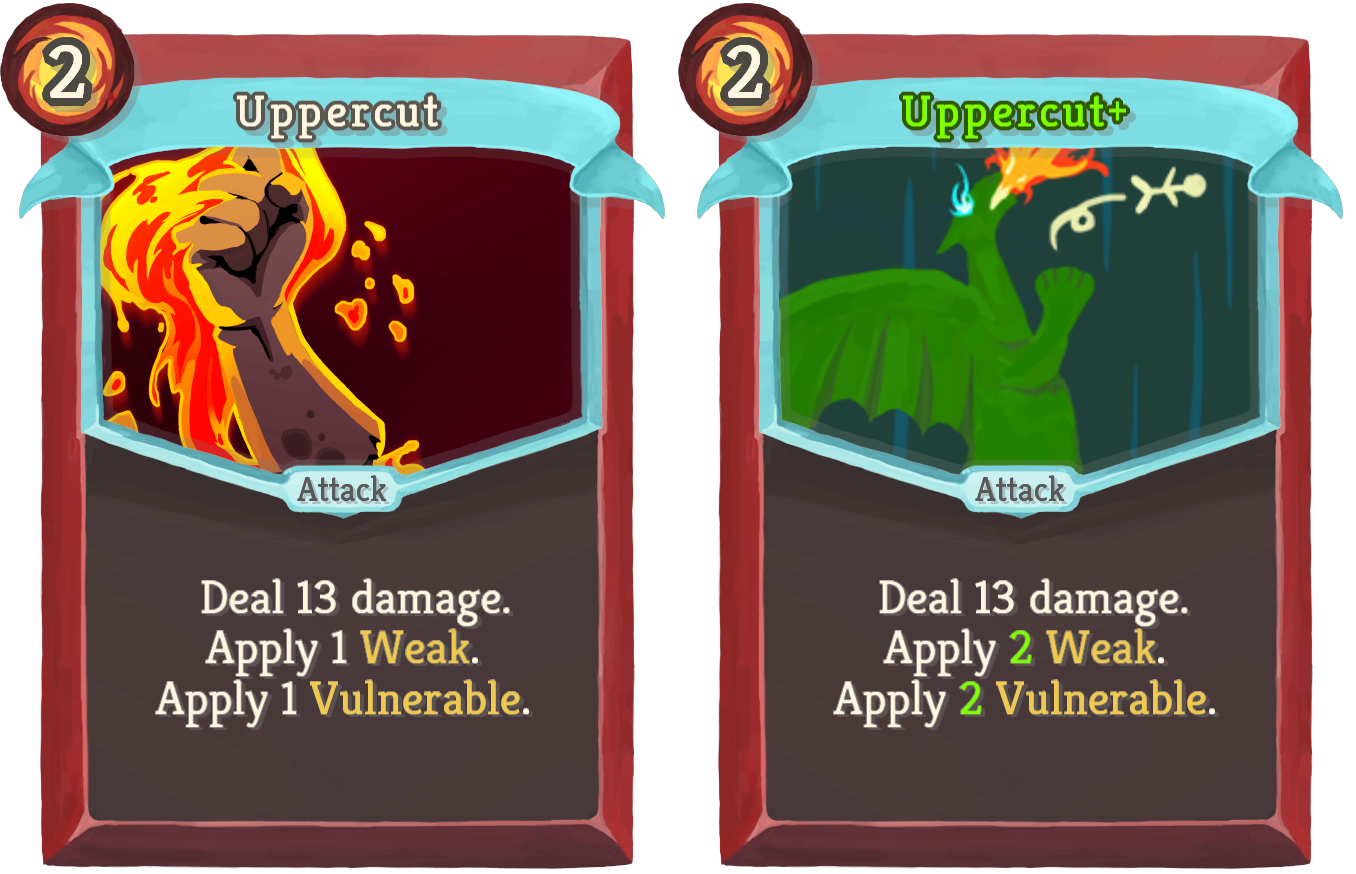 2
Uppercut
Attack
Deal 13 damage.
Apply 1 Weak.
Apply 1 Vulnerable.
2
Uppercut+
Attack
Deal 13 damage.
Apply 2 Weak.
Apply 2 Vulnerable.